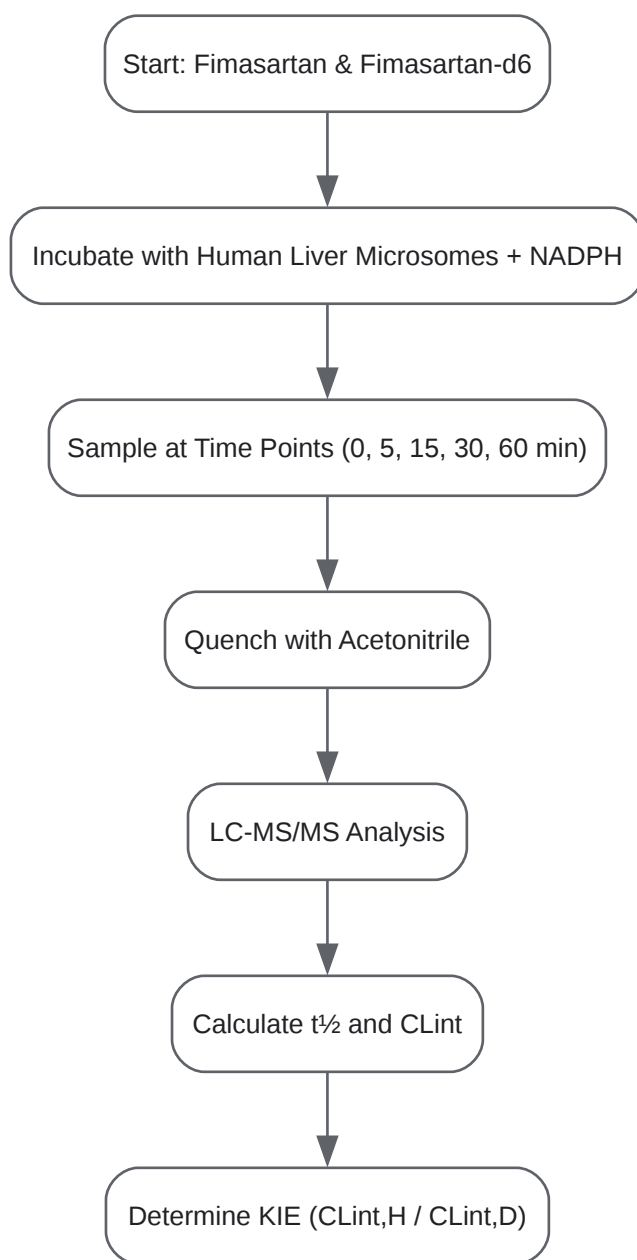 Start: Fimasartan & Fimasartan-d6
Incubate with Human Liver Microsomes + NADPH
Sample at Time Points (0, 5, 15, 30, 60 min)
Quench with Acetonitrile
LC-MS/MS Analysis
Calculate t½ and CLint
Determine KIE (CLint,H / CLint,D)